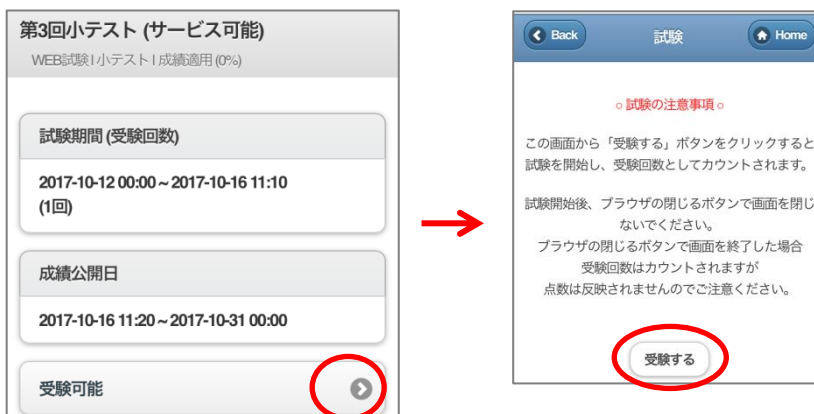 第3回小テスト (サービス可能)
WEB試験 I 小テスト I 成績適用 (0%)
試験期間 (受験回数)
2017-10-12 00:00 ~ 2017-10-16 11:10
(1回)
成績公開日
2017-10-16 11:20 ~ 2017-10-31 00:00
受験可能
Back
試験
Home
○ 試験の注意事項 ○
この画面から「受験する」ボタンをクリックすると
試験を開始し、受験回数としてカウントされます。
試験開始後、ブラウザの閉じるボタンで画面を閉じ
ないでください。
ブラウザの閉じるボタンで画面を終了した場合
受験回数はカウントされますが
点数は反映されませんのでご注意ください。
受験する